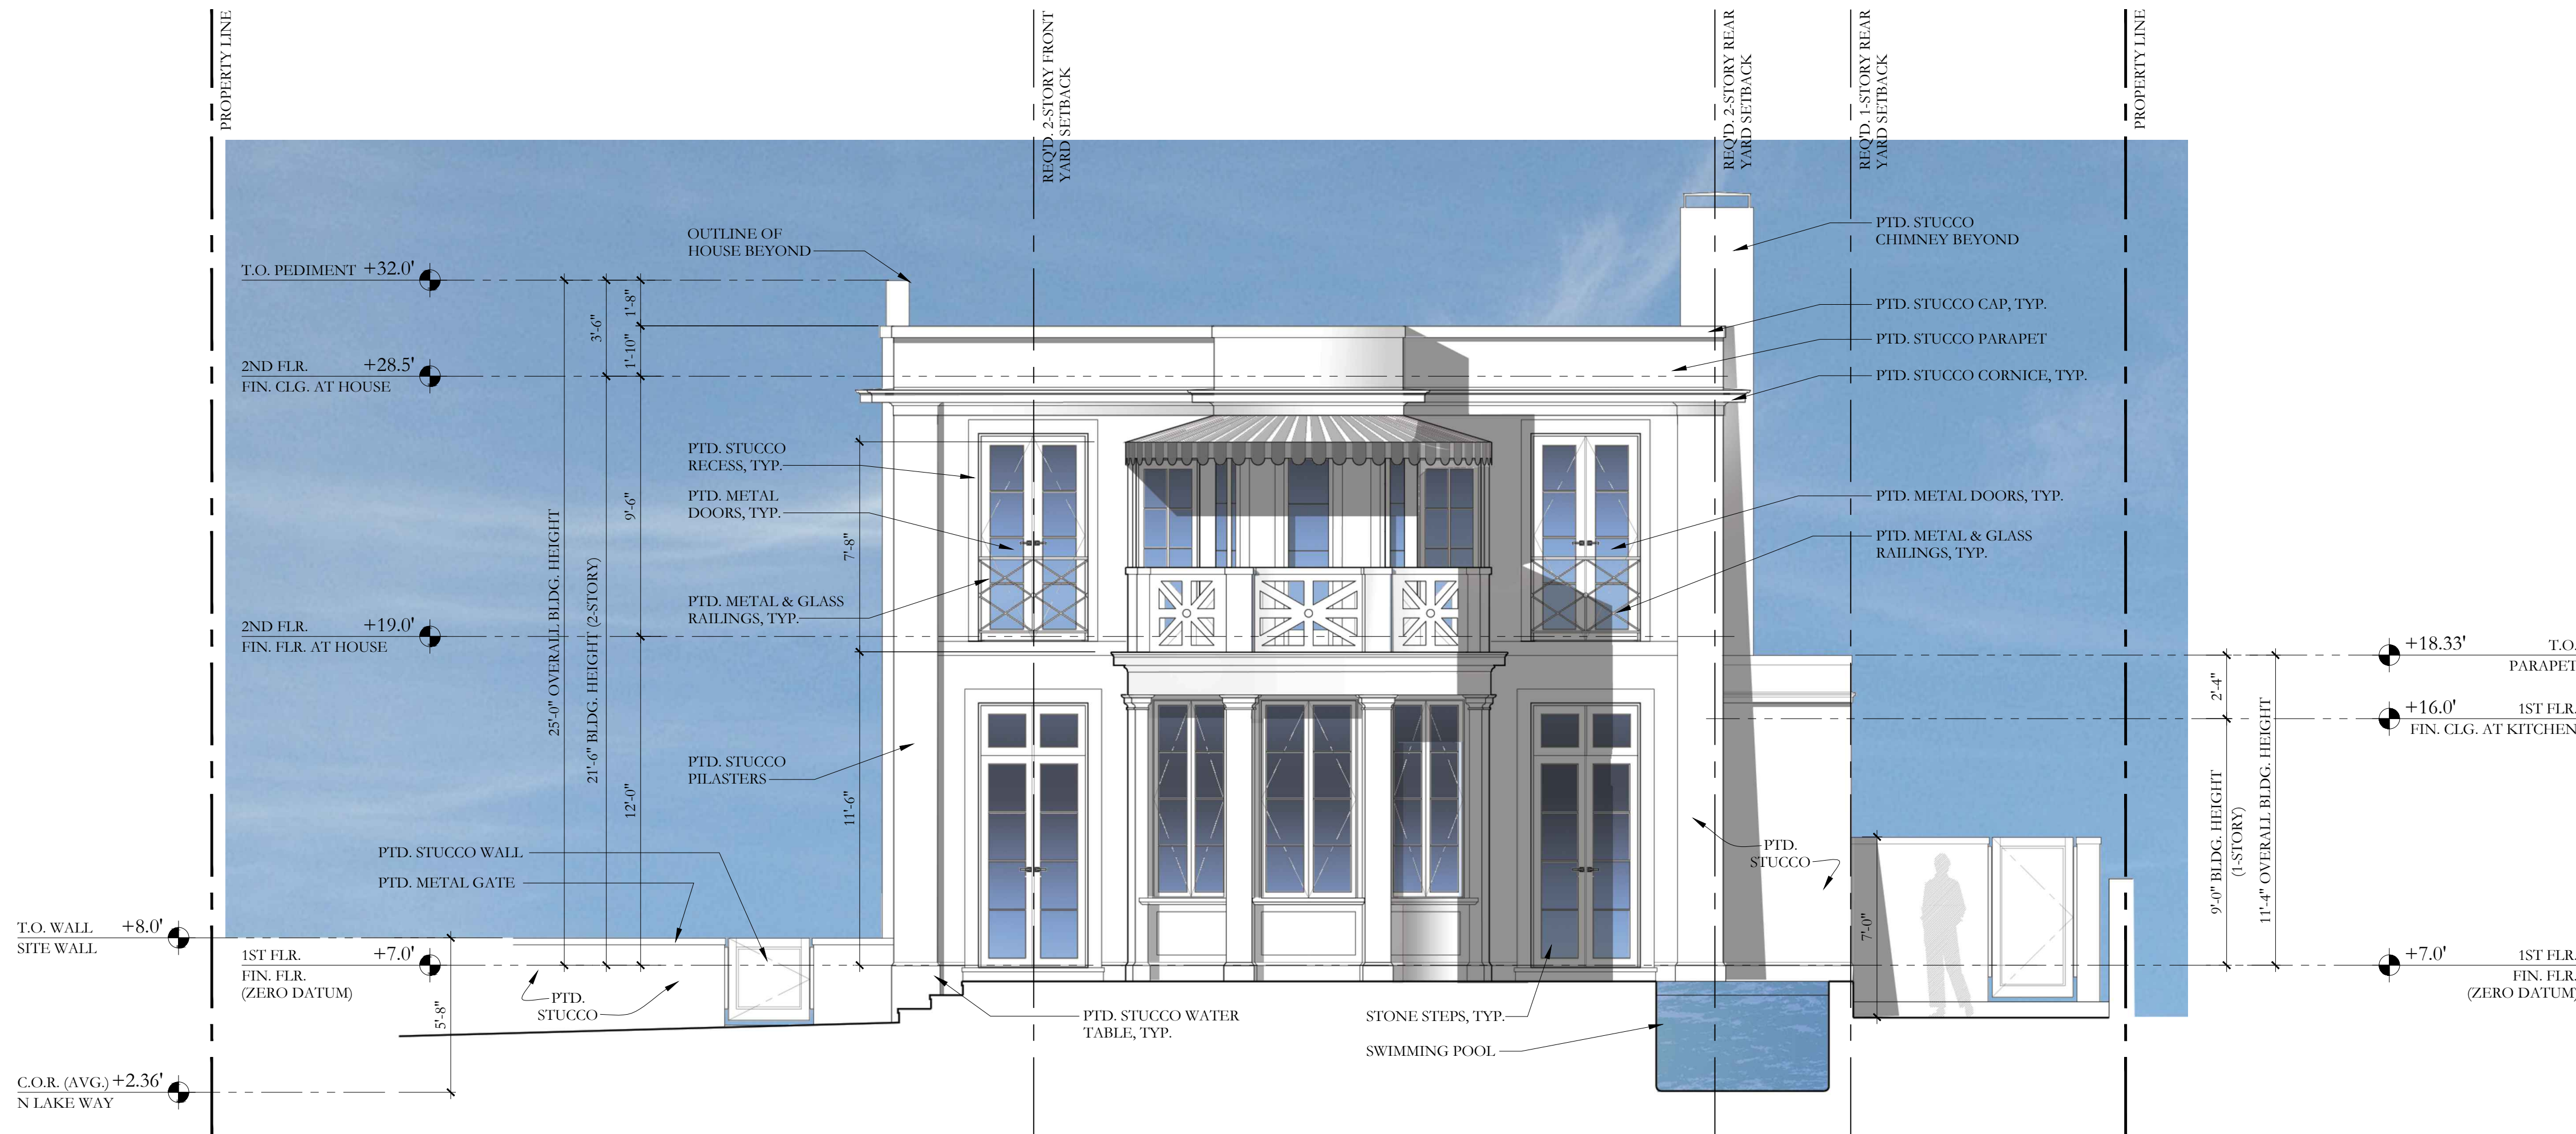 PROPERTY LINE
REQ'D. 2-STORY FRONT
YARD SETBACK
REQ'D. 2-STORY REAR
YARD SETBACK
REQ'D. 1-STORY REAR
YARD SETBACK
PROPERTY LINE
OUTLINE OF
HOUSE BEYOND
T.O. PEDIMENT +32.0'
2ND FLR. +28.5'
FIN. CLG. AT HOUSE
2ND FLR. +19.0'
FIN. FLR. AT HOUSE
T.O. WALL +8.0'
SITE WALL
1ST FLR. +7.0'
FIN. FLR.
(ZERO DATUM)
C.O.R. (AVG.) +2.36'
N LAKE WAY
25'-0" OVERALL BLDG. HEIGHT
21'-6" BLDG. HEIGHT (2-STORY)
3'-6"
1'-8"
1'-10"
9'-6"
12'-0"
7'-8"
11'-6"
5'-8"
PTD. STUCCO
RECESS, TYP.
PTD. METAL
DOORS, TYP.
PTD. METAL & GLASS
RAILINGS, TYP.
PTD. STUCCO
PILASTERS
PTD. STUCCO WALL
PTD. METAL GATE
PTD.
STUCCO
PTD. STUCCO WATER
TABLE, TYP.
STONE STEPS, TYP.
SWIMMING POOL
PTD. STUCCO
CHIMNEY BEYOND
PTD. STUCCO CAP, TYP.
PTD. STUCCO PARAPET
PTD. STUCCO CORNICE, TYP.
PTD. METAL DOORS, TYP.
PTD. METAL & GLASS
RAILINGS, TYP.
PTD.
STUCCO
7'-0"
2'-4"
9'-0" BLDG. HEIGHT
(1-STORY)
11'-4" OVERALL BLDG. HEIGHT
+18.33' T.O.
PARAPET
+16.0' 1ST FLR.
FIN. CLG. AT KITCHEN
+7.0' 1ST FLR.
FIN. FLR.
(ZERO DATUM)